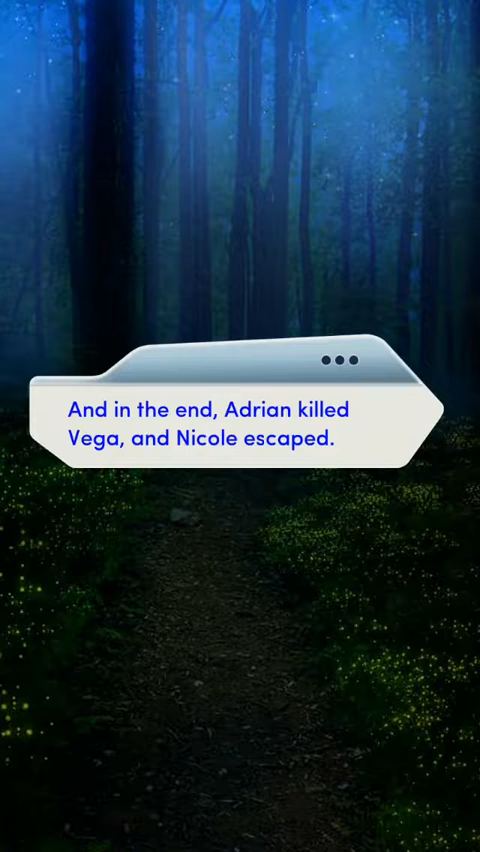 And in the end, Adrian killed
Vega, and Nicole escaped.